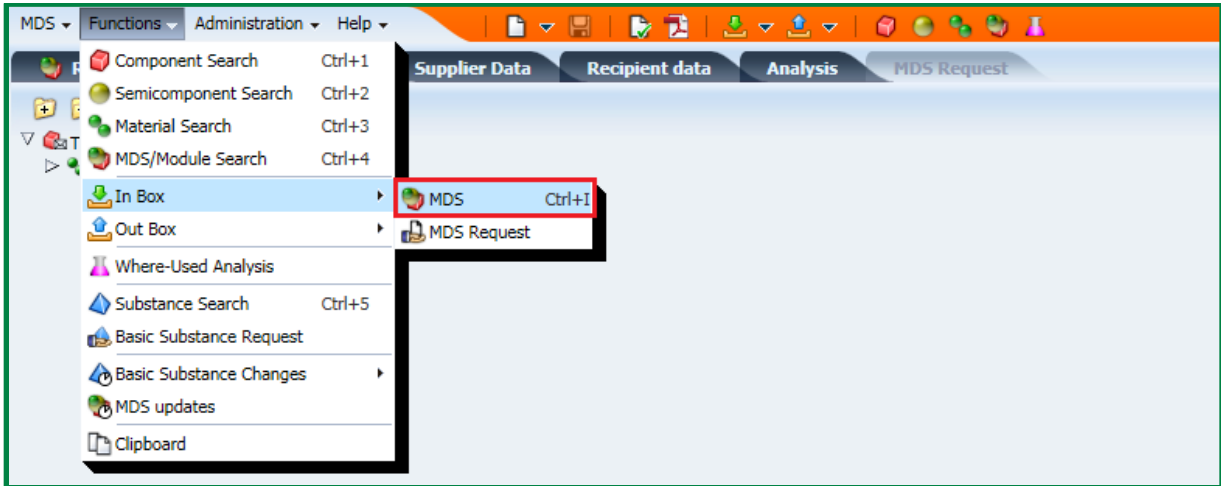 MDS Functions Administration Help
Supplier Data Recipient data Analysis MDS Request
Component Search Ctrl+1
Semicomponent Search Ctrl+2
Material Search Ctrl+3
MDS/Module Search Ctrl+4
In Box
MDS Ctrl+I
Out Box
MDS Request
Where-Used Analysis
Substance Search Ctrl+5
Basic Substance Request
Basic Substance Changes
MDS updates
Clipboard